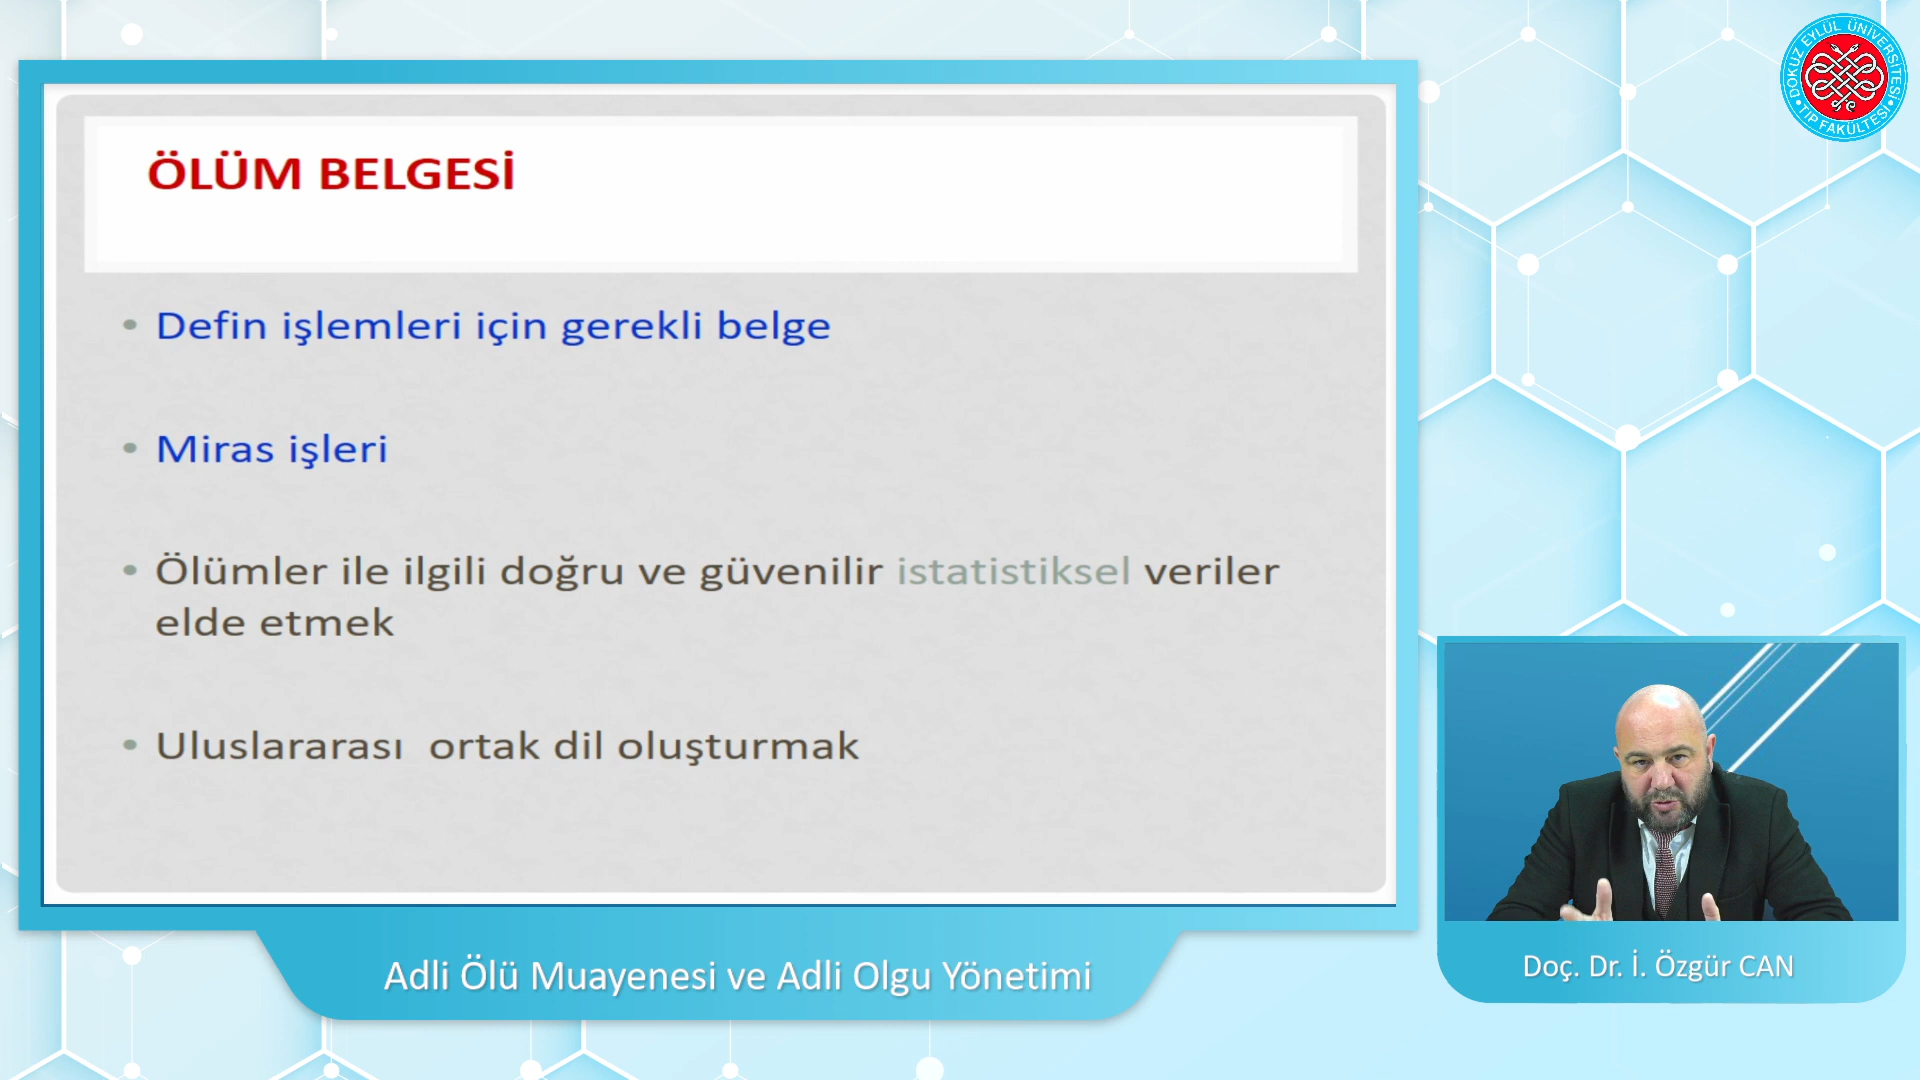 DOKUZ EYLÜL ÜNİVERSİTESİ
TIP FAKÜLTESİ
ÖLÜM BELGESİ
• Defin işlemleri için gerekli belge
• Miras işleri
• Ölümler ile ilgili doğru ve güvenilir istatistiksel veriler
elde etmek
• Uluslararası ortak dil oluşturmak
Adli Ölü Muayenesi ve Adli Olgu Yönetimi
Doç. Dr. İ. Özgür CAN